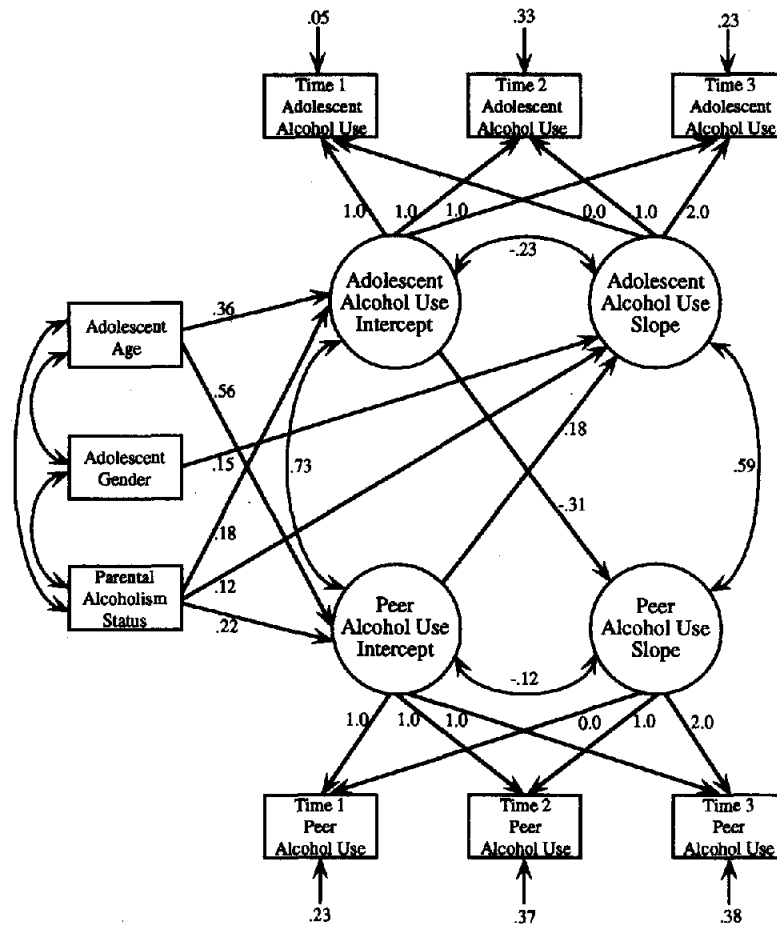 .05
.33
.23
Time 1
Adolescent
Alcohol Use
Time 2
Adolescent
Alcohol Use
Time 3
Adolescent
Alcohol Use
1.0
1.0
1.0
0.0
1.0
2.0
-.23
Adolescent
Alcohol Use
Intercept
Adolescent
Alcohol Use
Slope
Adolescent
Age
.36
.56
Adolescent
Gender
.15
.73
.18
.59
-.31
.18
Parental
Alcoholism
Status
.12
.22
Peer
Alcohol Use
Intercept
Peer
Alcohol Use
Slope
-.12
1.0
1.0
1.0
0.0
1.0
2.0
Time 1
Peer
Alcohol Use
Time 2
Peer
Alcohol Use
Time 3
Peer
Alcohol Use
.23
.37
.38